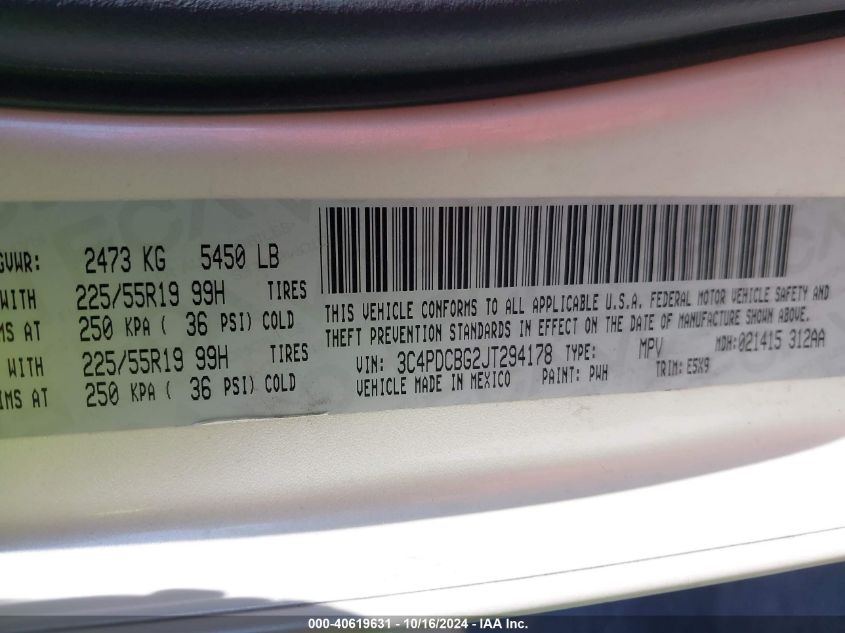 GVWR: 2473 KG 5450 LB
WITH 225/55R19 99H TIRES
MS AT 250 KPA ( 36 PSI) COLD
WITH 225/55R19 99H TIRES
IMS AT 250 KPA ( 36 PSI) COLD
THIS VEHICLE CONFORMS TO ALL APPLICABLE U.S.A. FEDERAL MOTOR VEHICLE SAFETY AND
THEFT PREVENTION STANDARDS IN EFFECT ON THE DATE OF MANUFACTURE SHOWN ABOVE.
VIN: 3C4PDCBG2JT294178 TYPE: MPV MDH: 021415 312AA
VEHICLE MADE IN MEXICO PAINT: PWH TRIM: E5X9
000-40619631 - 10/16/2024 - IAA Inc.